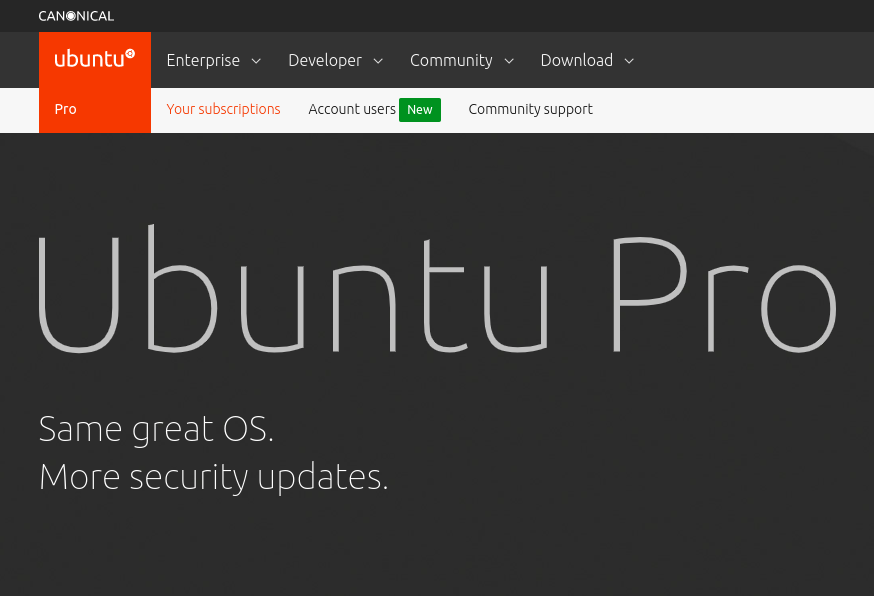 CANONICAL
ubuntu Enterprise Developer Community Download
Pro Your subscriptions Account users New Community support
Ubuntu Pro
Same great OS.
More security updates.